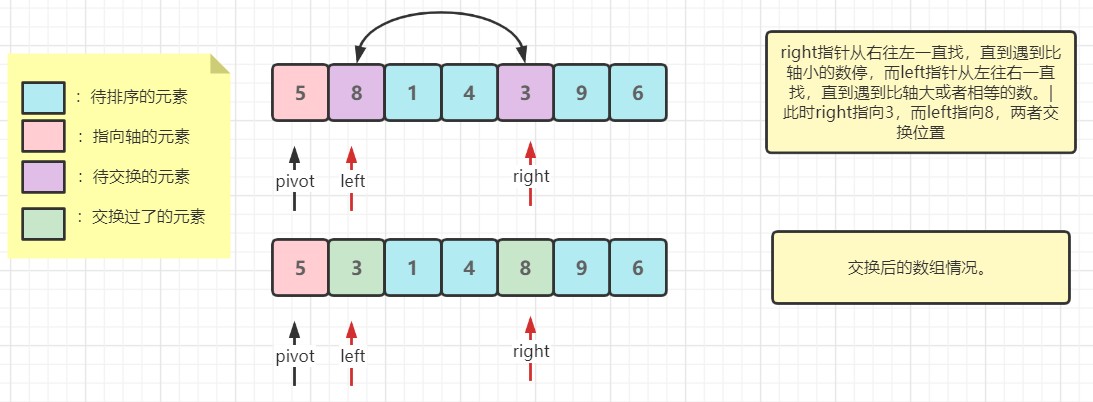 ：待排序的元素
：指向轴的元素
：待交换的元素
：交换过了的元素
5 8 1 4 3 9 6
pivot left right
right指针从右往左一直找，直到遇到比
轴小的数停，而left指针从左往右一直
找，直到遇到比轴大或者相等的数。|
此时right指向3，而left指向8，两者交
换位置
5 3 1 4 8 9 6
pivot left right
交换后的数组情况。